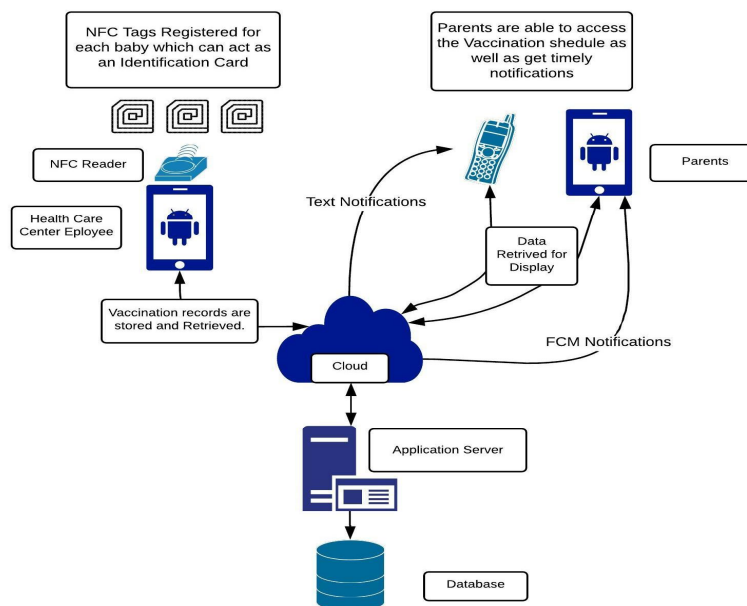 NFC Tags Registered for
each baby which can act as
an Identification Card
Parents are able to access
the Vaccination shedule as
well as get timely
notifications
NFC Reader
Parents
Health Care
Center Eployee
Text Notifications
Data
Retrived for
Display
Vaccination records are
stored and Retrieved.
FCM Notifications
Cloud
Application Server
Database